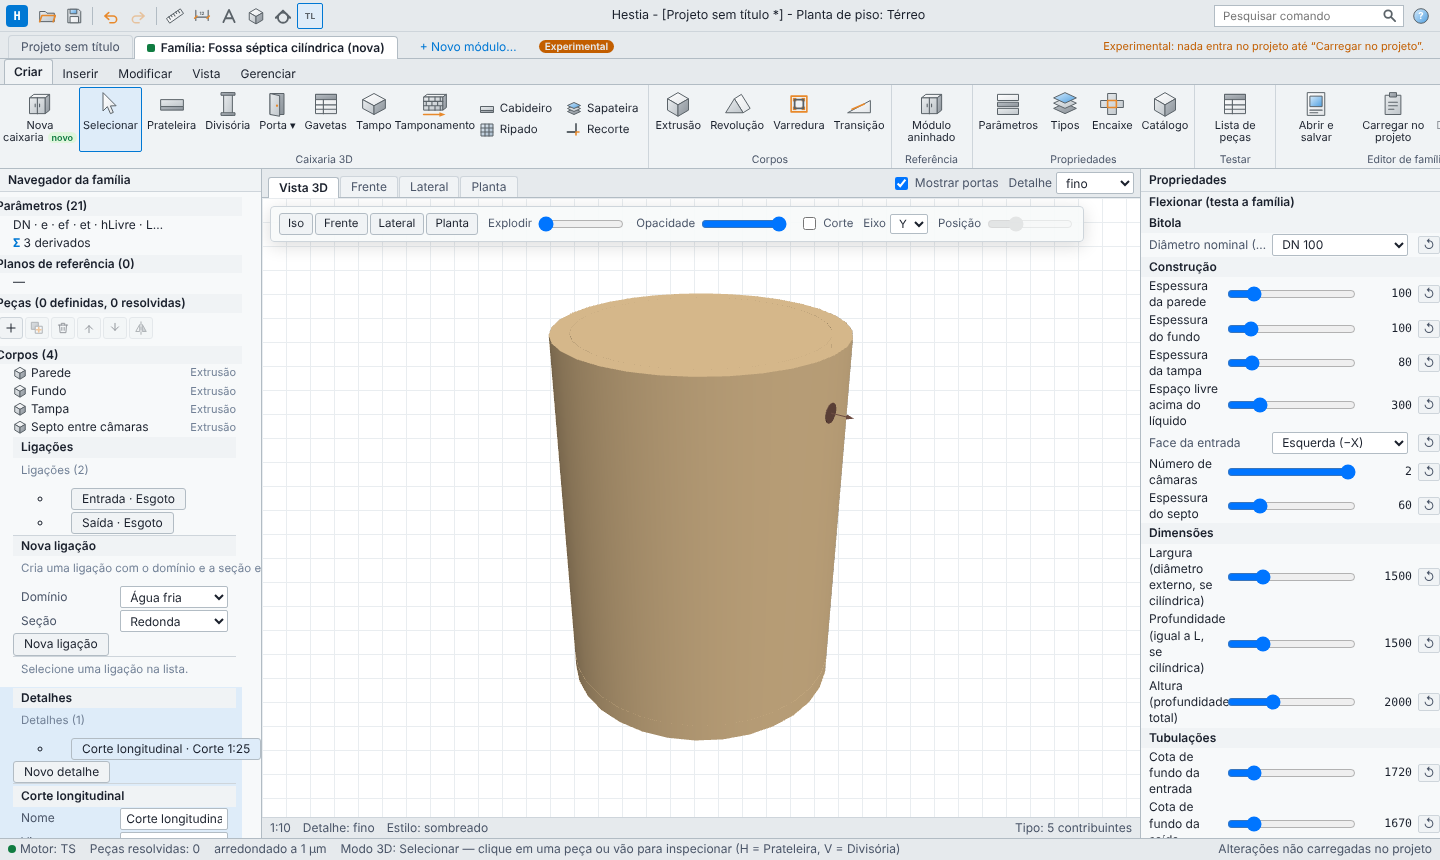 H
TL
Hestia - [Projeto sem título *] - Planta de piso: Térreo
Pesquisar comando
?
Projeto sem título
Família: Fossa séptica cilíndrica (nova)
+ Novo módulo...
Experimental
Experimental: nada entra no projeto até “Carregar no projeto”.
Criar
Inserir
Modificar
Vista
Gerenciar
Nova caixaria novo
Selecionar
Prateleira
Divisória
Porta ▾
Gavetas
Tampo
Tamponamento
Cabideiro
Ripado
Sapateira
Recorte
Caixaria 3D
Extrusão
Revolução
Varredura
Transição
Corpos
Módulo aninhado
Referência
Parâmetros
Tipos
Encaixe
Catálogo
Propriedades
Lista de peças
Testar
Abrir e salvar
Carregar no projeto
Editor de famíl
Navegador da família
Parâmetros (21)
DN · e · ef · et · hLivre · L...
Σ 3 derivados
Planos de referência (0)
—
Peças (0 definidas, 0 resolvidas)
Corpos (4)
Parede Extrusão
Fundo Extrusão
Tampa Extrusão
Septo entre câmaras Extrusão
Ligações
Ligações (2)
Entrada · Esgoto
Saída · Esgoto
Nova ligação
Cria uma ligação com o domínio e a seção e
Domínio Água fria
Seção Redonda
Nova ligação
Selecione uma ligação na lista.
Detalhes
Detalhes (1)
Corte longitudinal · Corte 1:25
Novo detalhe
Corte longitudinal
Nome Corte longitudina
Vista 3D
Frente
Lateral
Planta
Mostrar portas
Detalhe fino
Iso
Frente
Lateral
Planta
Explodir
Opacidade
Corte
Eixo Y
Posição
1:10 Detalhe: fino Estilo: sombreado
Tipo: 5 contribuintes
Propriedades
Flexionar (testa a família)
Bitola
Diâmetro nominal (... DN 100
Construção
Espessura da parede 100
Espessura do fundo 100
Espessura da tampa 80
Espaço livre acima do líquido 300
Face da entrada Esquerda (−X)
Número de câmaras 2
Espessura do septo 60
Dimensões
Largura (diâmetro externo, se cilíndrica) 1500
Profundidade (igual a L, se cilíndrica) 1500
Altura (profundidade total) 2000
Tubulações
Cota de fundo da entrada 1720
Cota de fundo da 1670
Motor: TS Peças resolvidas: 0 arredondado a 1 µm Modo 3D: Selecionar — clique em uma peça ou vão para inspecionar (H = Prateleira, V = Divisória)
Alterações não carregadas no projeto